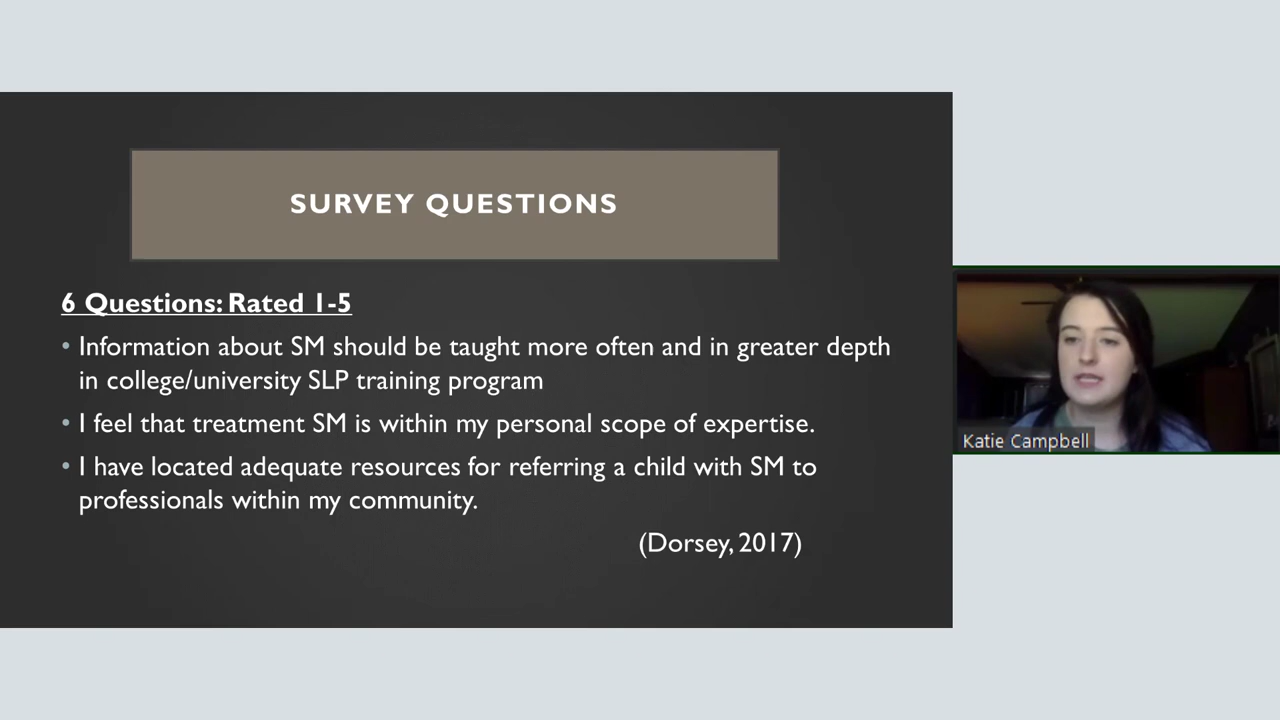 SURVEY QUESTIONS
6 Questions: Rated 1-5
• Information about SM should be taught more often and in greater depth
in college/university SLP training program
• I feel that treatment SM is within my personal scope of expertise.
• I have located adequate resources for referring a child with SM to
professionals within my community.
(Dorsey, 2017)
Katie Campbell